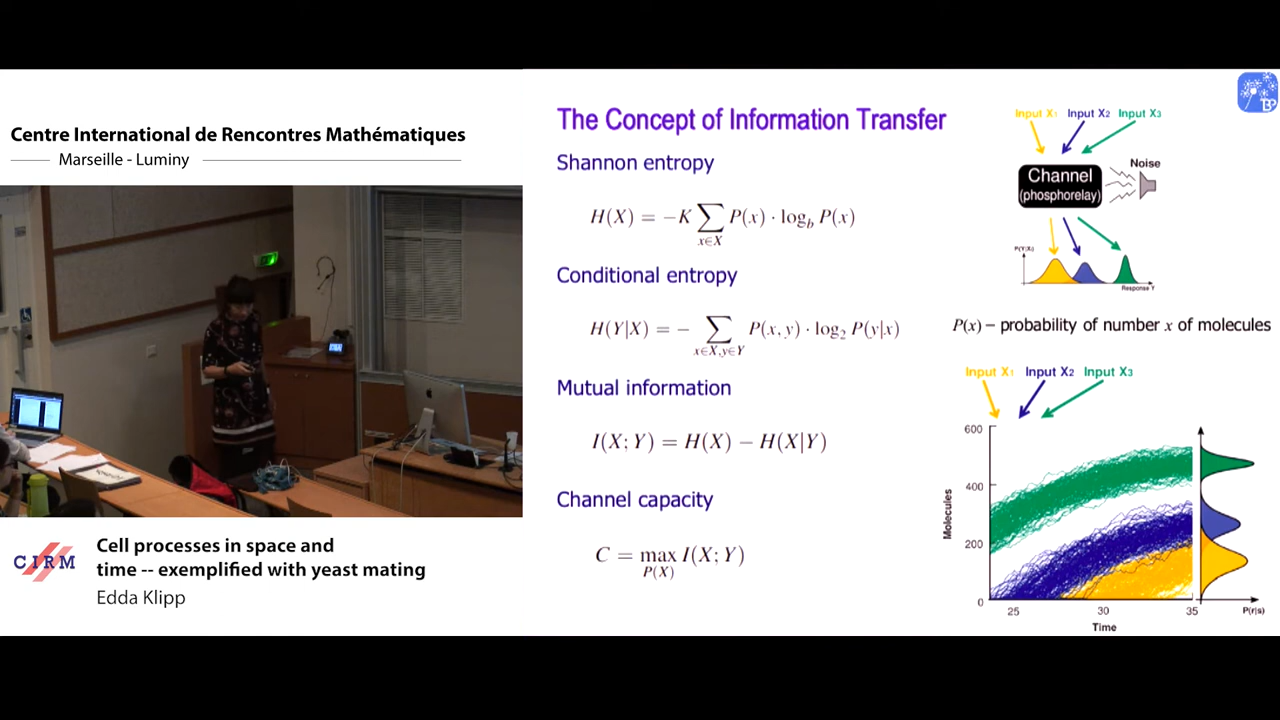 Centre International de Rencontres Mathématiques
Marseille - Luminy
CIRM
Cell processes in space and
time -- exemplified with yeast mating
Edda Klipp
The Concept of Information Transfer
Shannon entropy
H(X) = −K ∑ P(x) · log_b P(x)
x∈X
Conditional entropy
H(Y|X) = − ∑ P(x, y) · log₂ P(y|x)
x∈X,y∈Y
Mutual information
I(X; Y) = H(X) − H(X|Y)
Channel capacity
C = max I(X; Y)
P(X)
Input X₁ Input X₂ Input X₃
Channel
(phosphorelay)
Noise
P(Y|Xᵢ)
Response Y
P(x) – probability of number x of molecules
Input X₁ Input X₂ Input X₃
600
400
200
0
Molecules
25 30 35
Time
P(r|s)